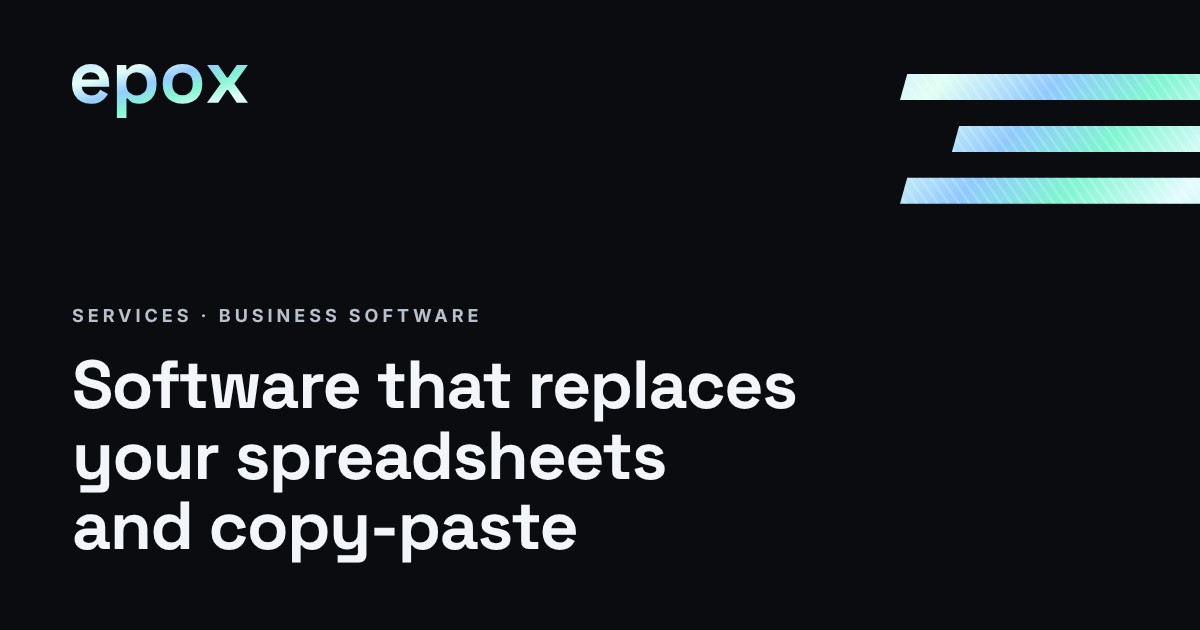 epox
SERVICES · BUSINESS SOFTWARE
Software that replaces
your spreadsheets
and copy-paste